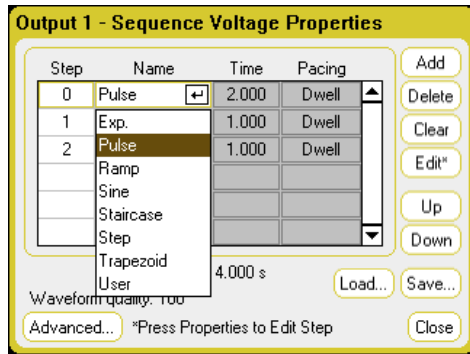 Output 1 - Sequence Voltage Properties
Step Name Time Pacing
0 Pulse 2.000 Dwell
1 Exp. 1.000 Dwell
2 Pulse 1.000 Dwell
Ramp
Sine
Staircase
Step
Trapezoid
User
4.000 s
Waveform quality: 100
Add
Delete
Clear
Edit*
Up
Down
Load... Save...
Advanced... *Press Properties to Edit Step Close